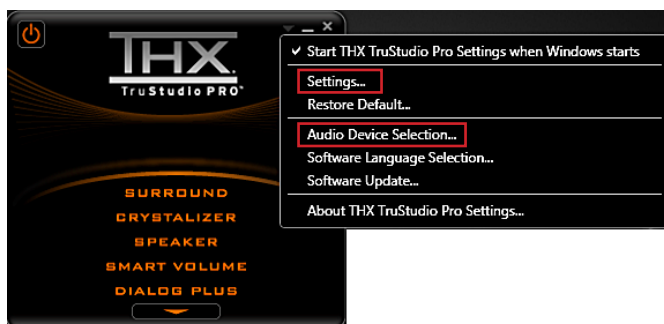 THX
TruStudio PRO™
✓ Start THX TruStudio Pro Settings when Windows starts
Settings...
Restore Default...
Audio Device Selection...
Software Language Selection...
Software Update...
About THX TruStudio Pro Settings...
SURROUND
CRYSTALIZER
SPEAKER
SMART VOLUME
DIALOG PLUS